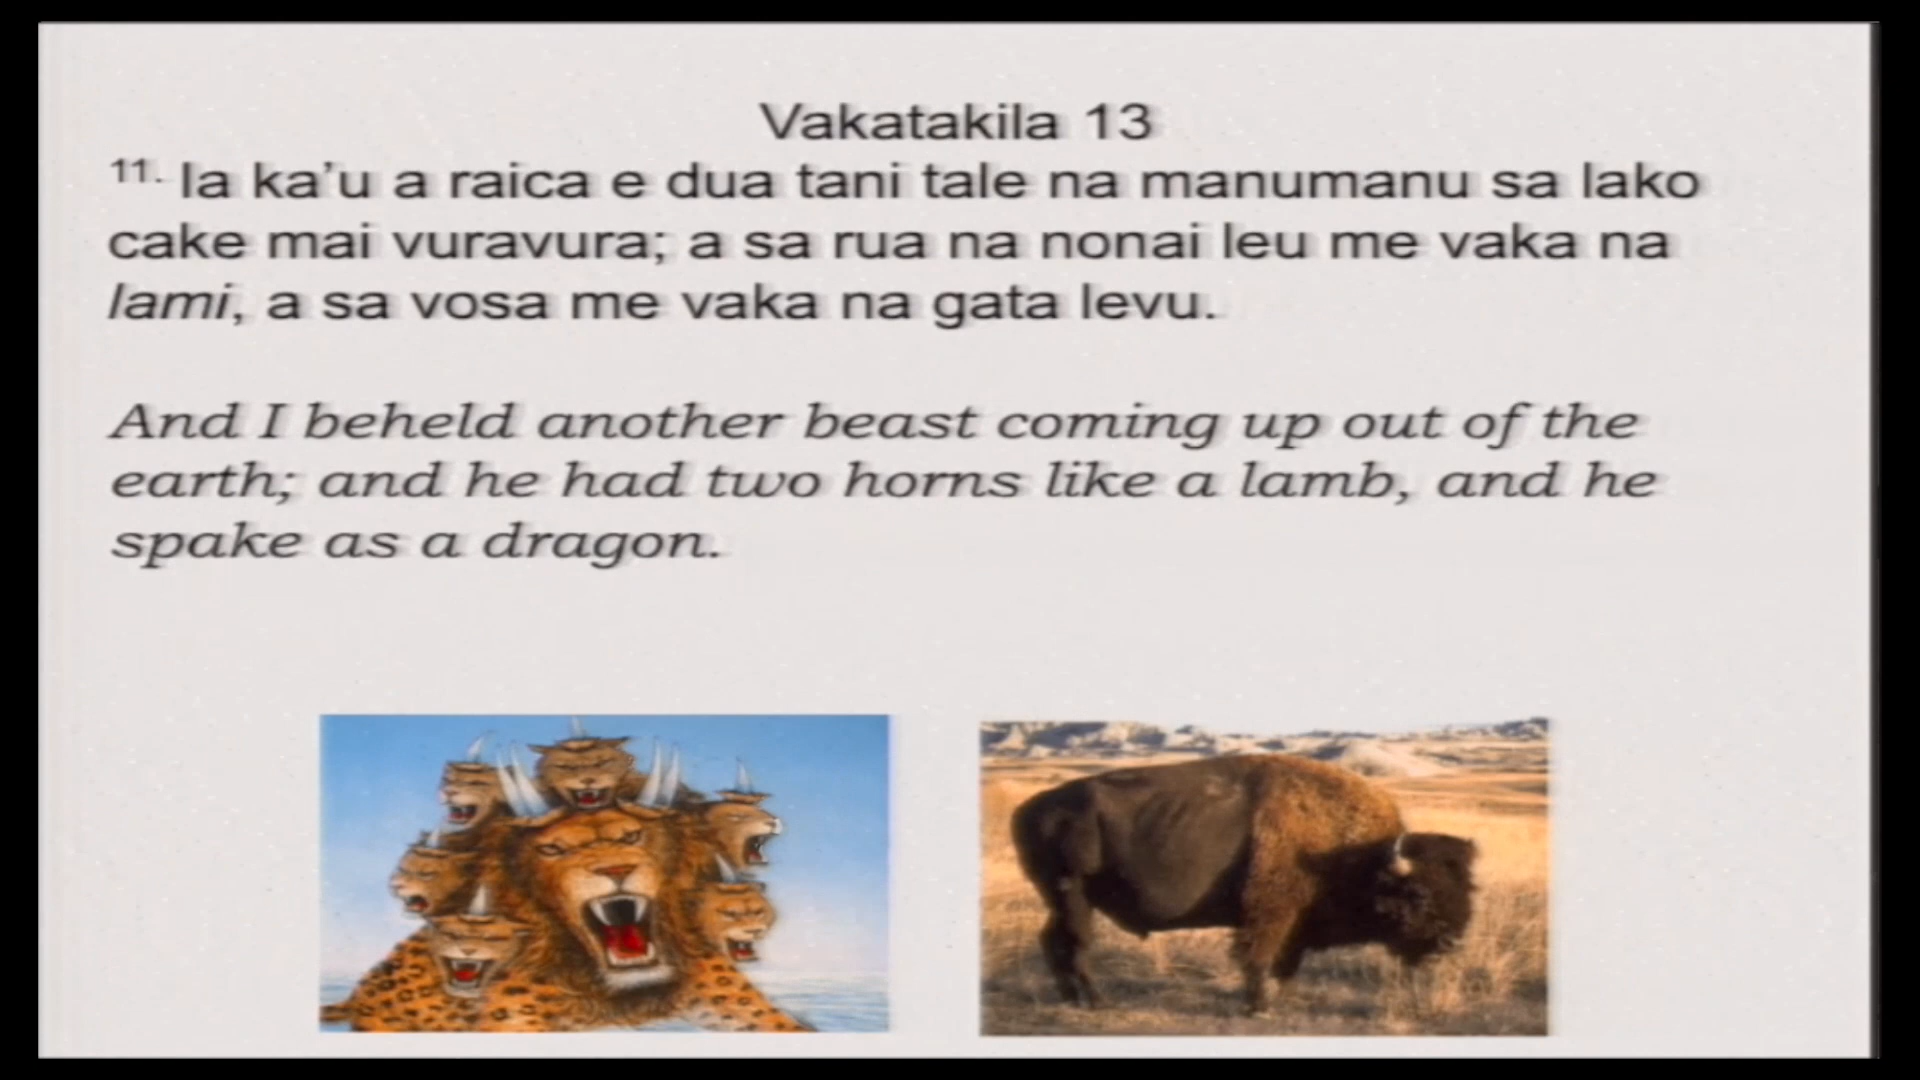 Vakatakila 13
11. Ia ka’u a raica e dua tani tale na manumanu sa lako
cake mai vuravura; a sa rua na nonai leu me vaka na
lami, a sa vosa me vaka na gata levu.
And I beheld another beast coming up out of the
earth; and he had two horns like a lamb, and he
spake as a dragon.